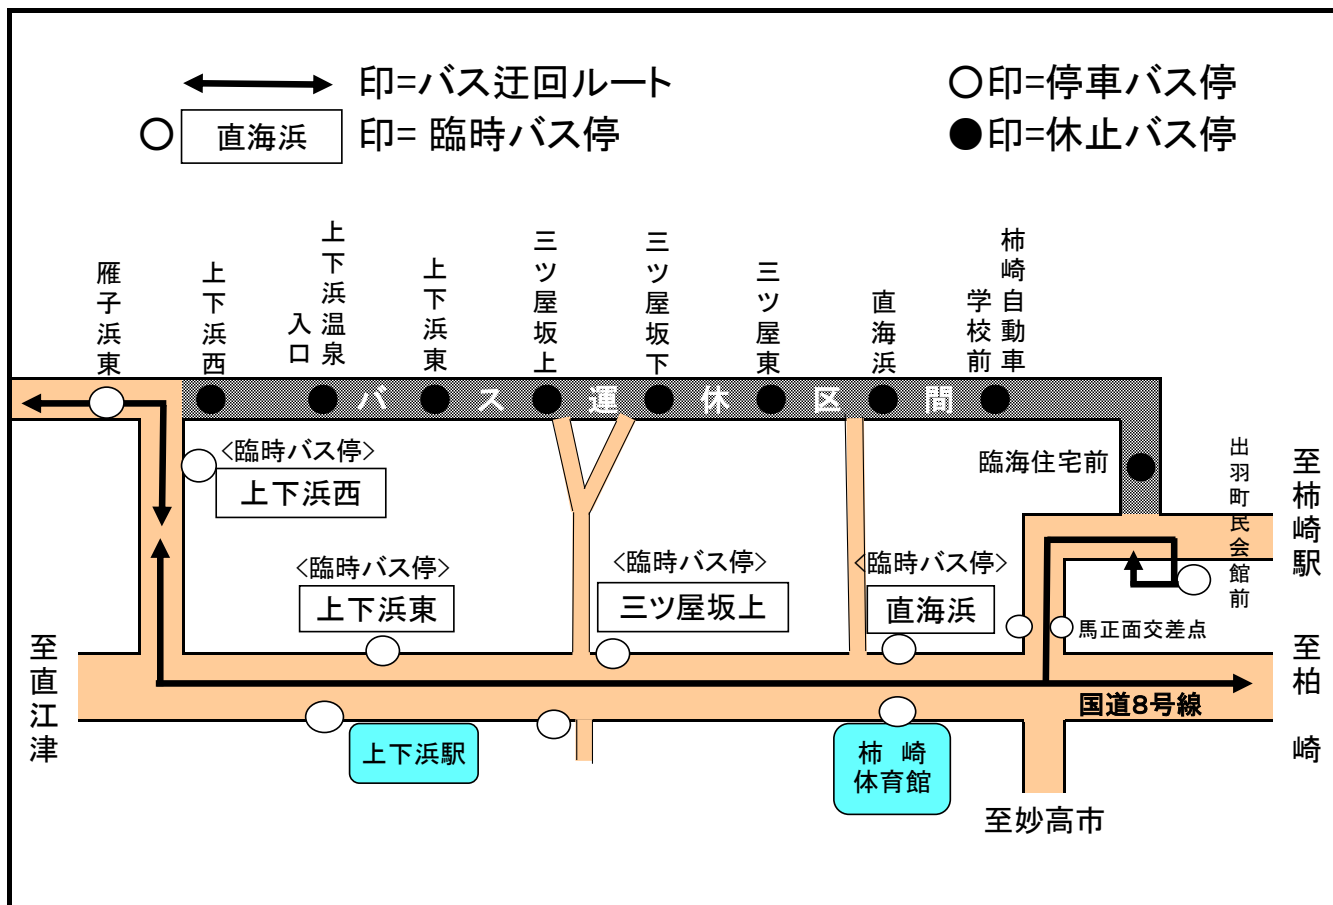 印=バス迂回ルート
○印=停車バス停
直海浜
印= 臨時バス停
●印=休止バス停
雁子浜東
上下浜西
上下浜温泉
入口
上下浜東
三ツ屋坂上
三ツ屋坂下
三ツ屋東
直海浜
柿崎自動車
学校前
バス運休区間
<臨時バス停>
上下浜西
臨海住宅前
出羽町民会館前
至柿崎駅
<臨時バス停>
上下浜東
<臨時バス停>
三ツ屋坂上
<臨時バス停>
直海浜
馬正面交差点
至直江津
至柏崎
国道8号線
上下浜駅
柿崎
体育館
至妙高市